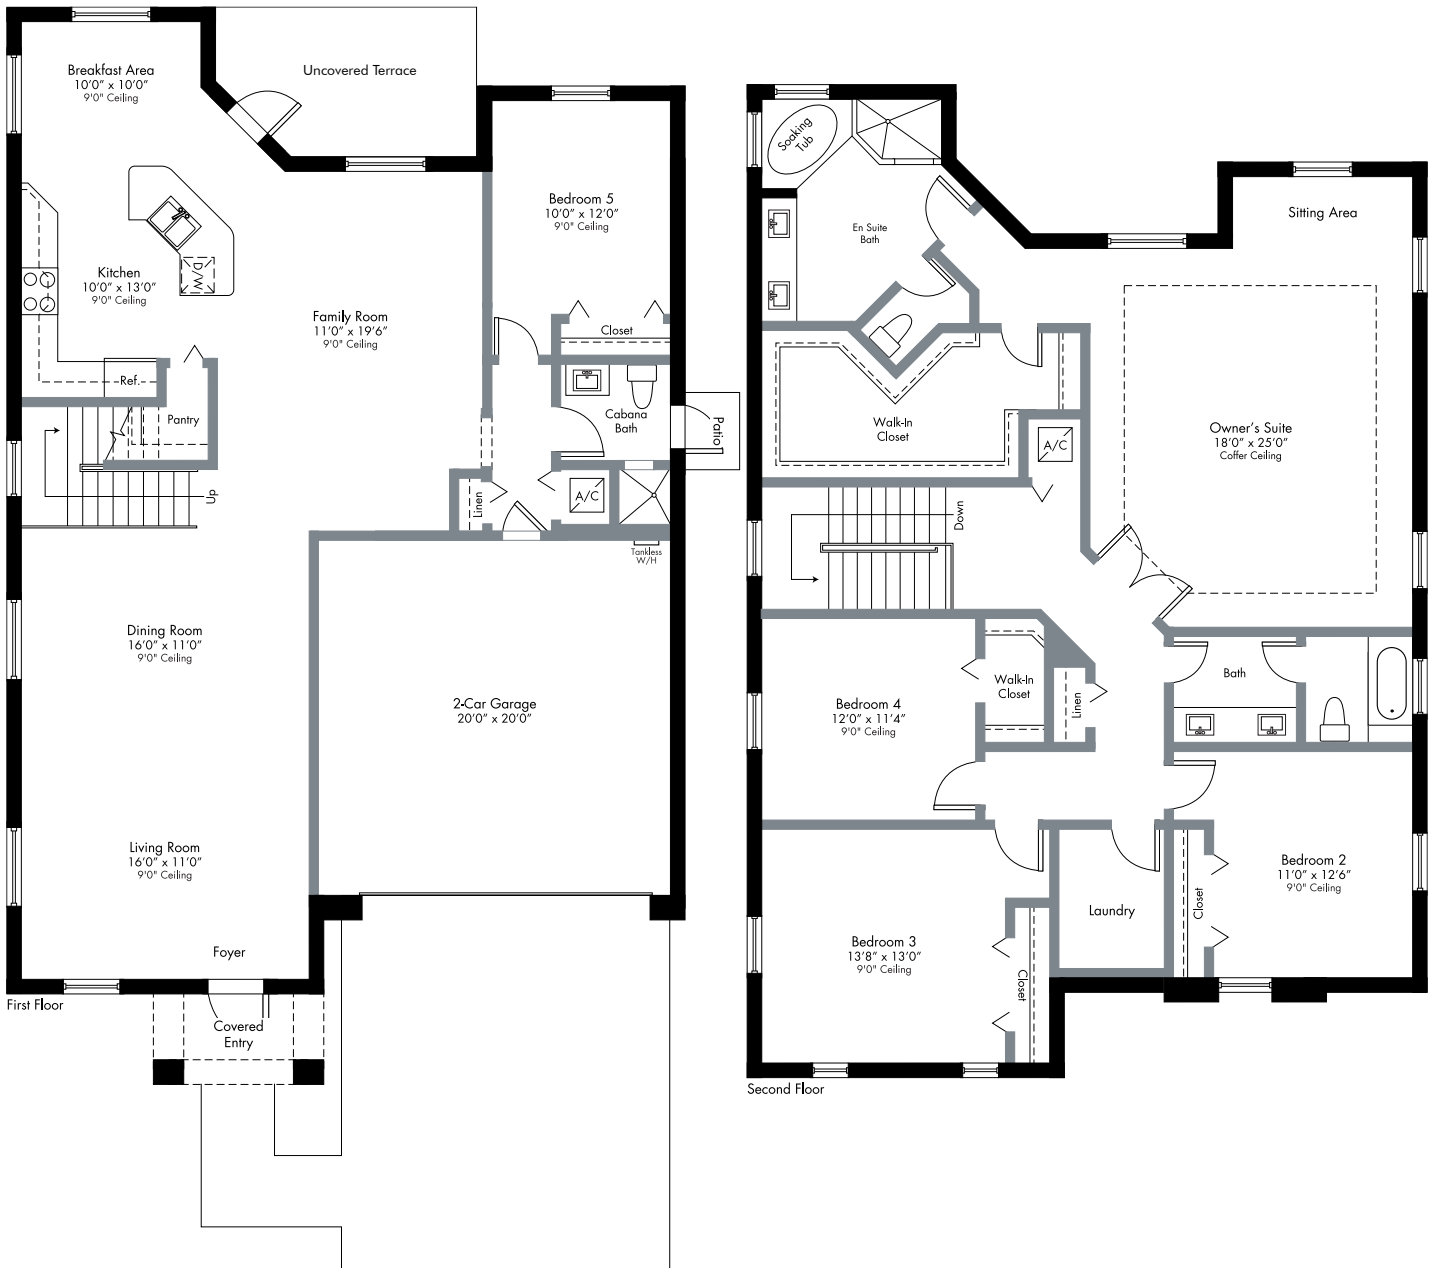 Breakfast Area
10'0" x 10'0"
9'0" Ceiling
Uncovered Terrace
Bedroom 5
10'0" x 12'0"
9'0" Ceiling
Kitchen
10'0" x 13'0"
9'0" Ceiling
D/W
Family Room
11'0" x 19'6"
9'0" Ceiling
Closet
Ref.
Pantry
Cabana
Bath
Patio
Up
Linen
A/C
Tankless
W/H
Dining Room
16'0" x 11'0"
9'0" Ceiling
2-Car Garage
20'0" x 20'0"
Living Room
16'0" x 11'0"
9'0" Ceiling
Foyer
First Floor
Covered
Entry
Soaking
Tub
En Suite
Bath
Sitting Area
Walk-In
Closet
A/C
Owner's Suite
18'0" x 25'0"
Coffer Ceiling
Down
Bedroom 4
12'0" x 11'4"
9'0" Ceiling
Walk-In
Closet
Linen
Bath
Bedroom 2
11'0" x 12'6"
9'0" Ceiling
Closet
Laundry
Bedroom 3
13'8" x 13'0"
9'0" Ceiling
Closet
Second Floor